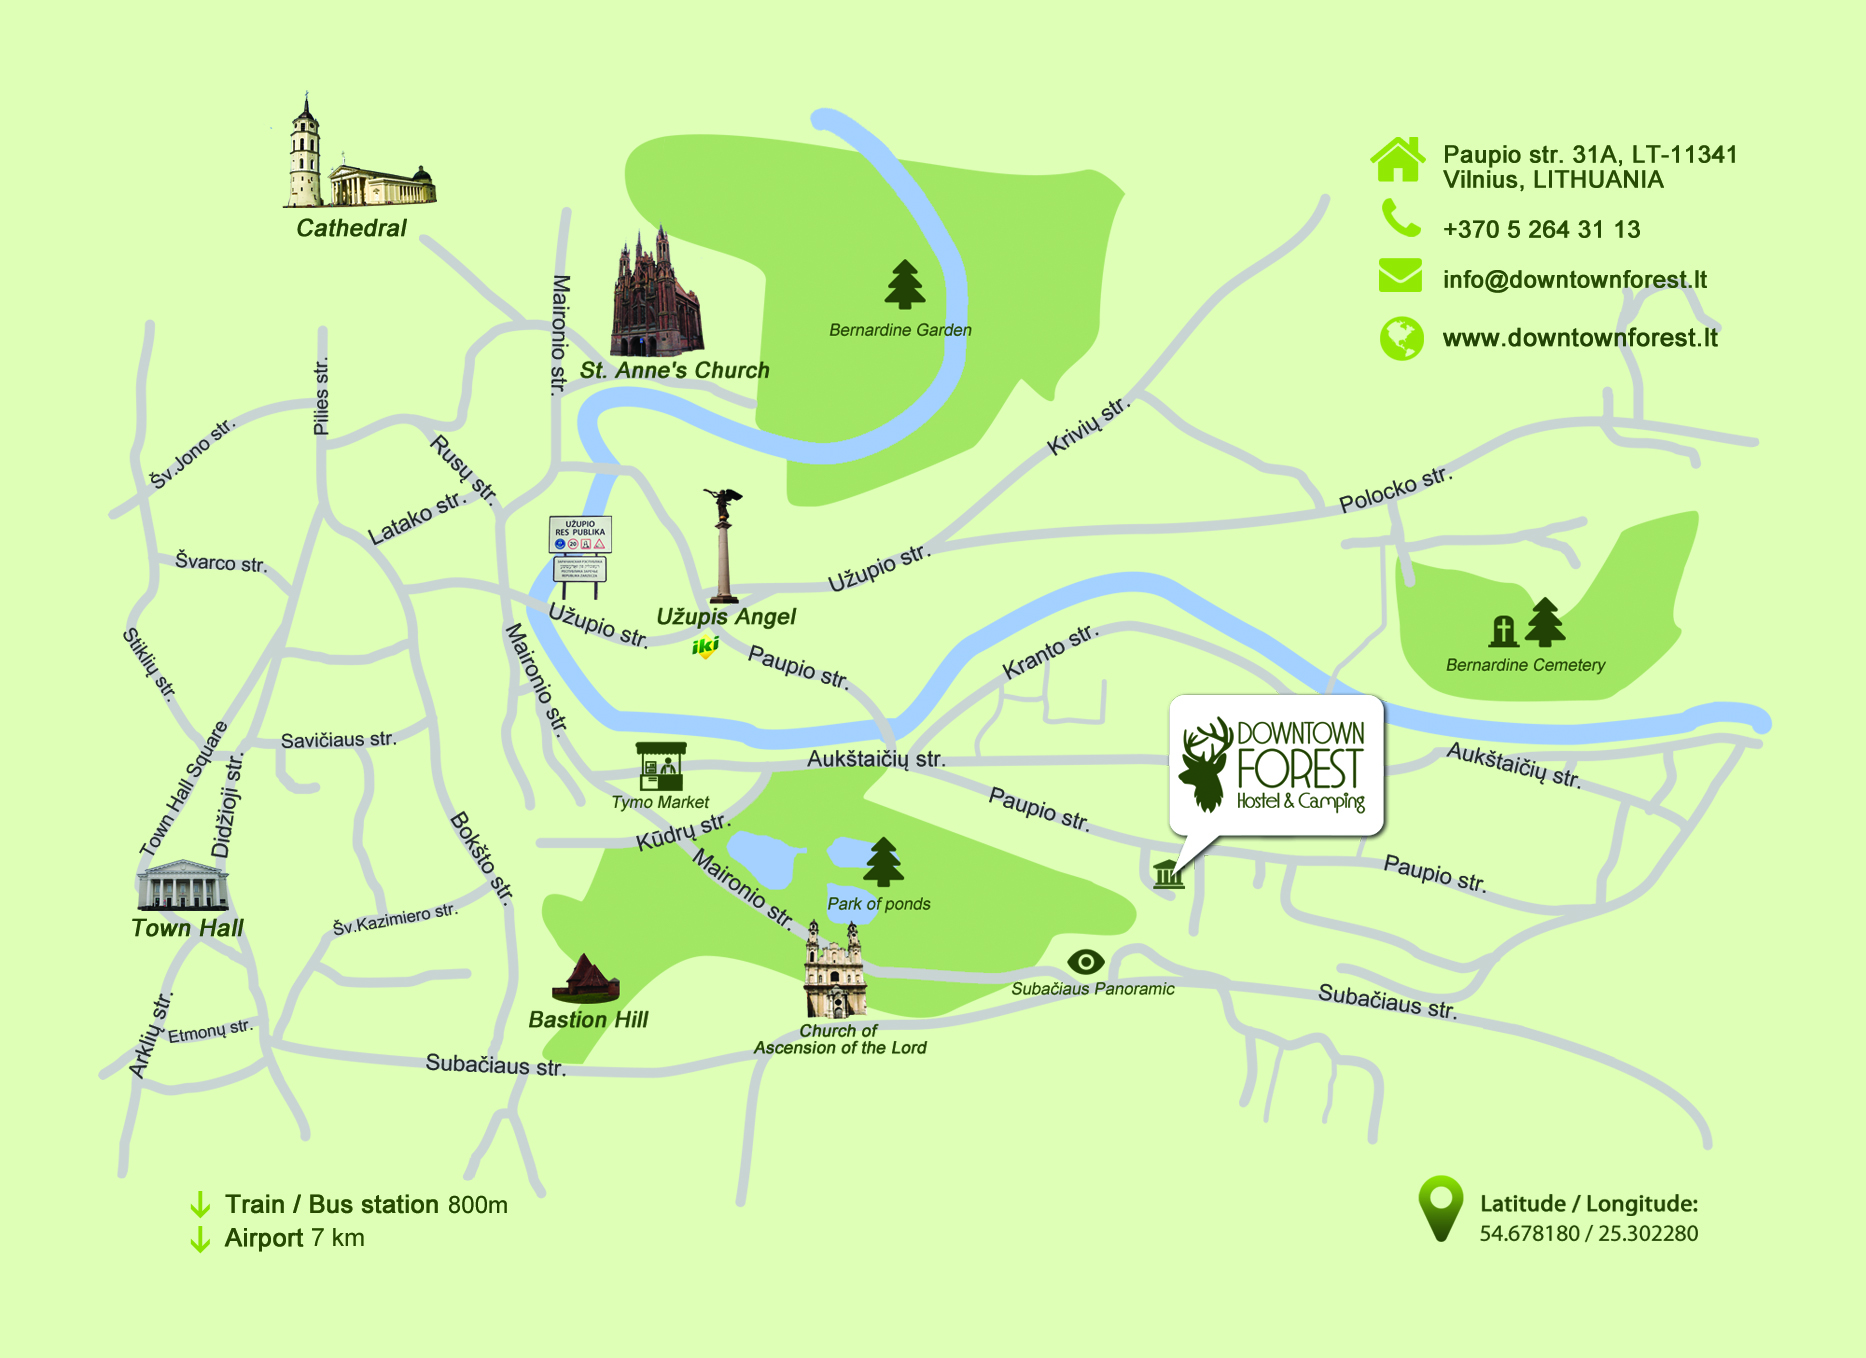 Cathedral
Paupio str. 31A, LT-11341
Vilnius, LITHUANIA
+370 5 264 31 13
info@downtownforest.lt
www.downtownforest.lt
Maironio str.
St. Anne's Church
Bernardine Garden
Pilies str.
Šv.Jono str.
Rusų str.
Latako str.
Krivių str.
Polocko str.
UŽUPIO
RES PUBLIKA
20
Švarco str.
Užupio str.
Užupis Angel
Užupio str.
iki
Stiklių str.
Maironio str.
Paupio str.
Kranto str.
Bernardine Cemetery
Town Hall Square
Didžioji str.
Savičiaus str.
Tymo Market
Aukštaičių str.
DOWNTOWN
FOREST
Hostel & Camping
Aukštaičių str.
Kūdrų str.
Paupio str.
Bokšto str.
Maironio str.
Park of ponds
Paupio str.
Town Hall
Šv.Kazimiero str.
Bastion Hill
Subačiaus Panoramic
Subačiaus str.
Arklių str.
Etmonų str.
Church of
Ascension of the Lord
Subačiaus str.
Train / Bus station 800m
Airport 7 km
Latitude / Longitude:
54.678180 / 25.302280